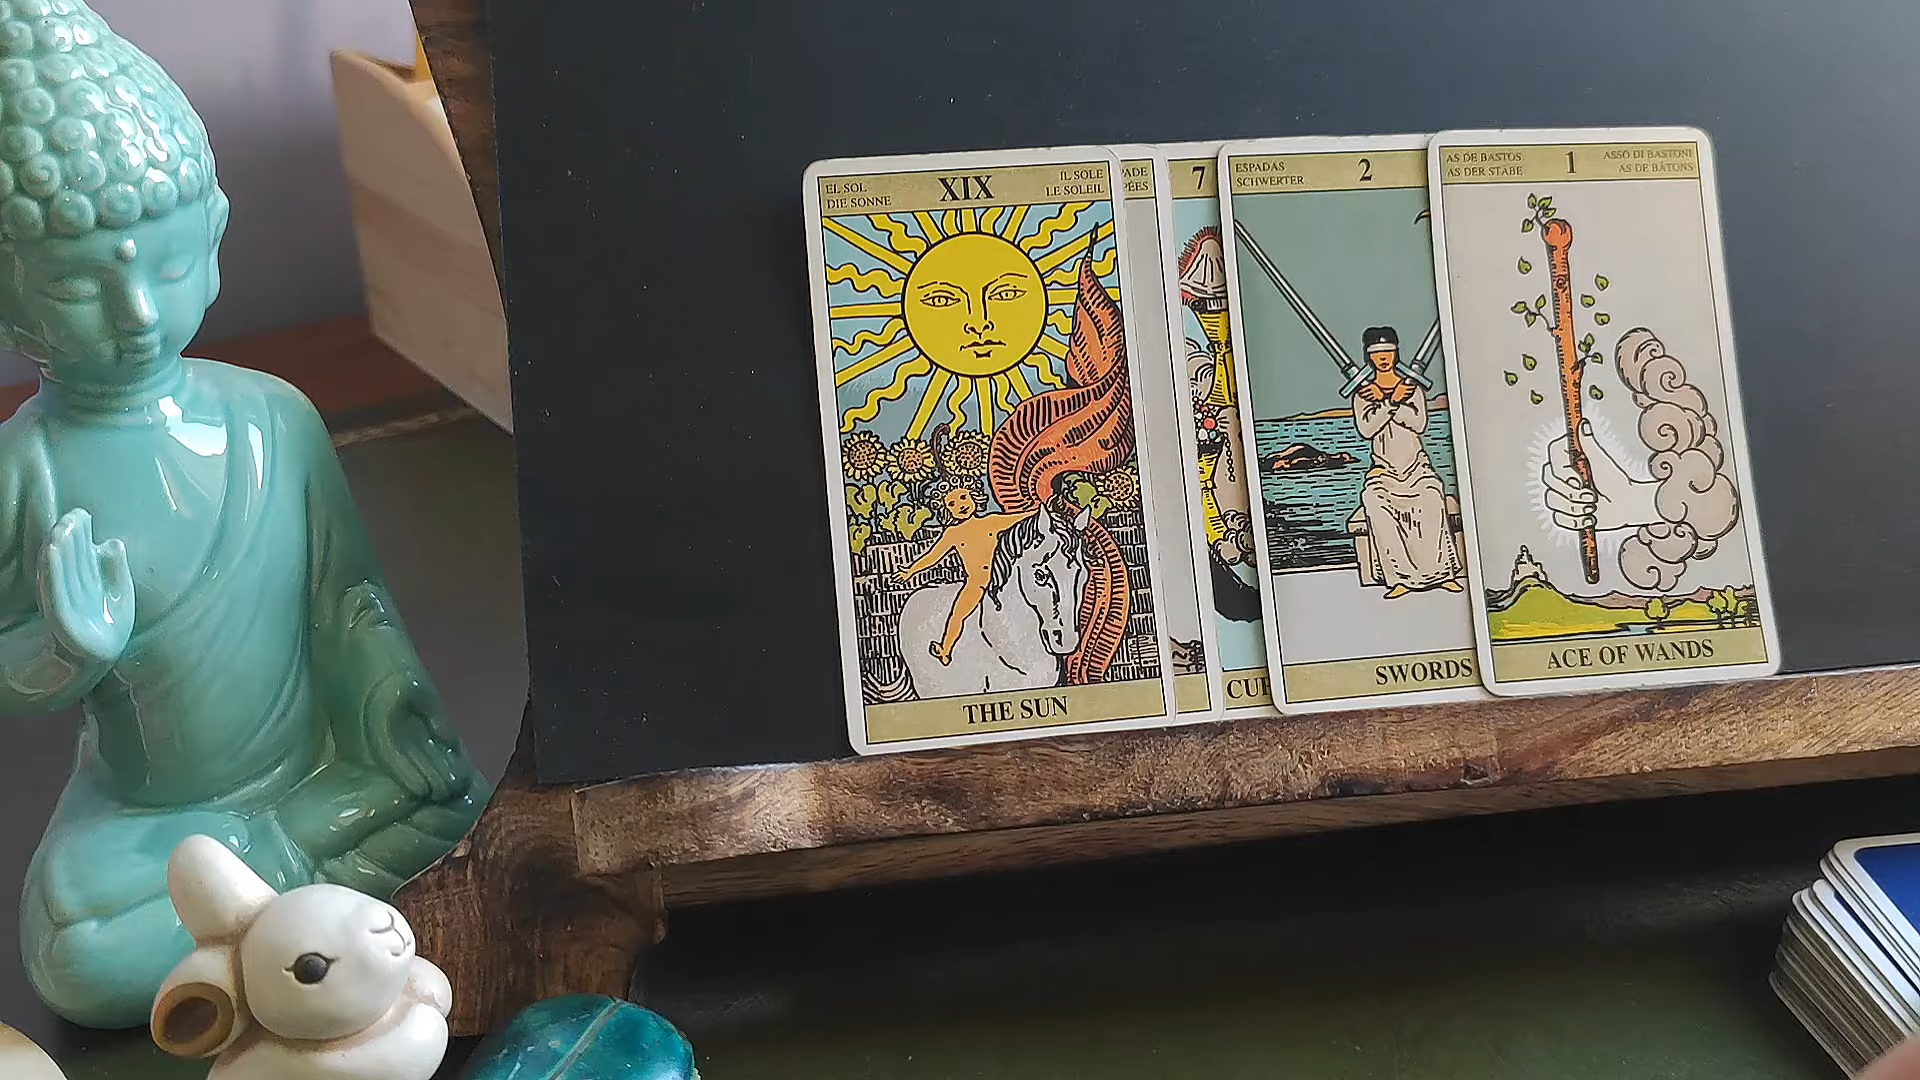 EL SOL
DIE SONNE
XIX
IL SOLE
LE SOLEIL
THE SUN
7
ESPADAS
SCHWERTER
2
SWORDS
AS DE BASTOS
AS DER STABE
1
ASSO DI BASTONI
AS DE BÂTONS
ACE OF WANDS